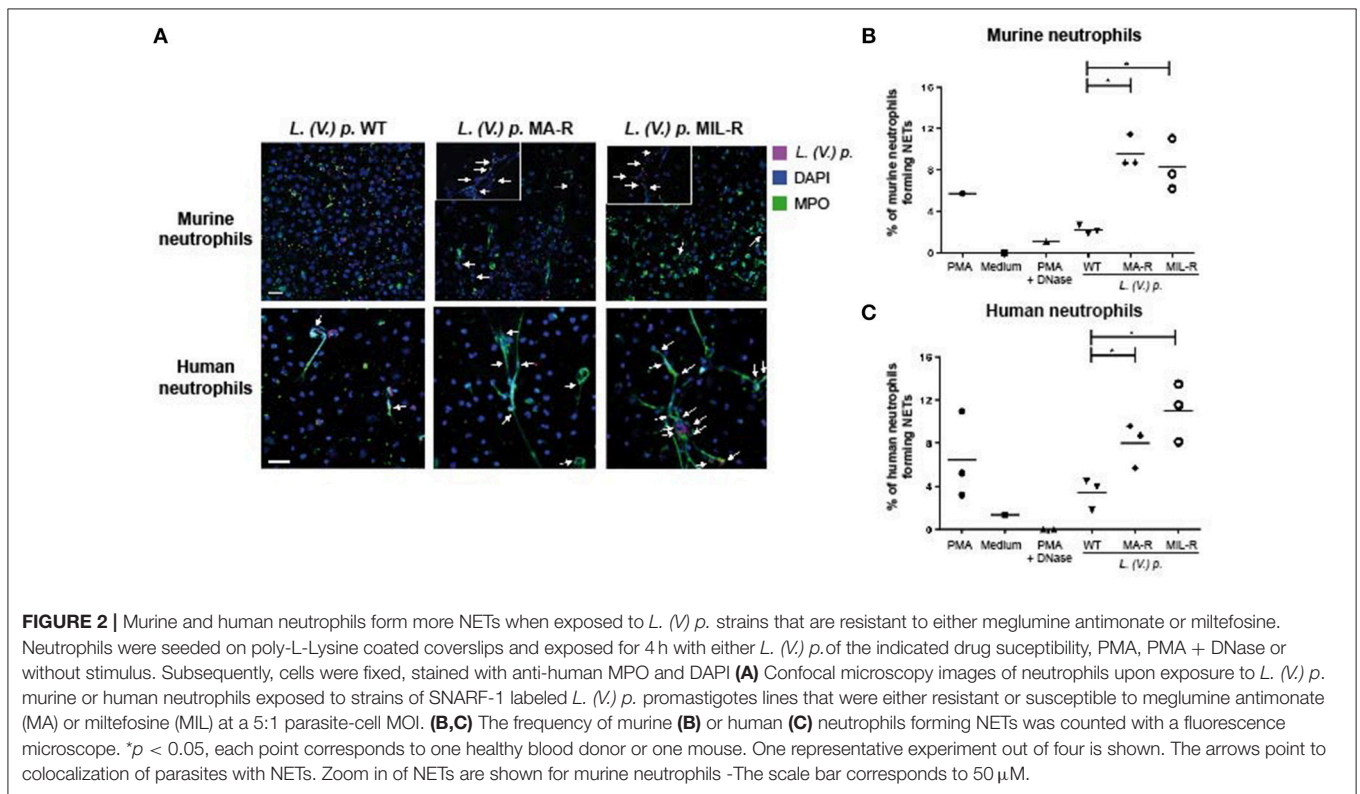 A
L. (V.) p. WT
L. (V.) p. MA-R
L. (V.) p. MIL-R
L. (V.) p.
DAPI
MPO
Murine
neutrophils
Human
neutrophils
B
Murine neutrophils
% of murine neutrophils
forming NETs
16
12
8
4
0
*
*
PMA
Medium
PMA
+ DNase
WT
MA-R
MIL-R
L. (V.) p.
C
Human neutrophils
% of human neutrophils
forming NETs
16
12
8
4
0
*
*
PMA
Medium
PMA
+ DNase
WT
MA-R
MIL-R
L. (V.) p.
FIGURE 2 | Murine and human neutrophils form more NETs when exposed to L. (V) p. strains that are resistant to either meglumine antimonate or miltefosine.
Neutrophils were seeded on poly-L-Lysine coated coverslips and exposed for 4 h with either L. (V.) p.of the indicated drug suceptibility, PMA, PMA + DNase or
without stimulus. Subsequently, cells were fixed, stained with anti-human MPO and DAPI (A) Confocal microscopy images of neutrophils upon exposure to L. (V.) p.
murine or human neutrophils exposed to strains of SNARF-1 labeled L. (V.) p. promastigotes lines that were either resistant or susceptible to meglumine antimonate
(MA) or miltefosine (MIL) at a 5:1 parasite-cell MOI. (B,C) The frequency of murine (B) or human (C) neutrophils forming NETs was counted with a fluorescence
microscope. *p < 0.05, each point corresponds to one healthy blood donor or one mouse. One representative experiment out of four is shown. The arrows point to
colocalization of parasites with NETs. Zoom in of NETs are shown for murine neutrophils -The scale bar corresponds to 50 μM.